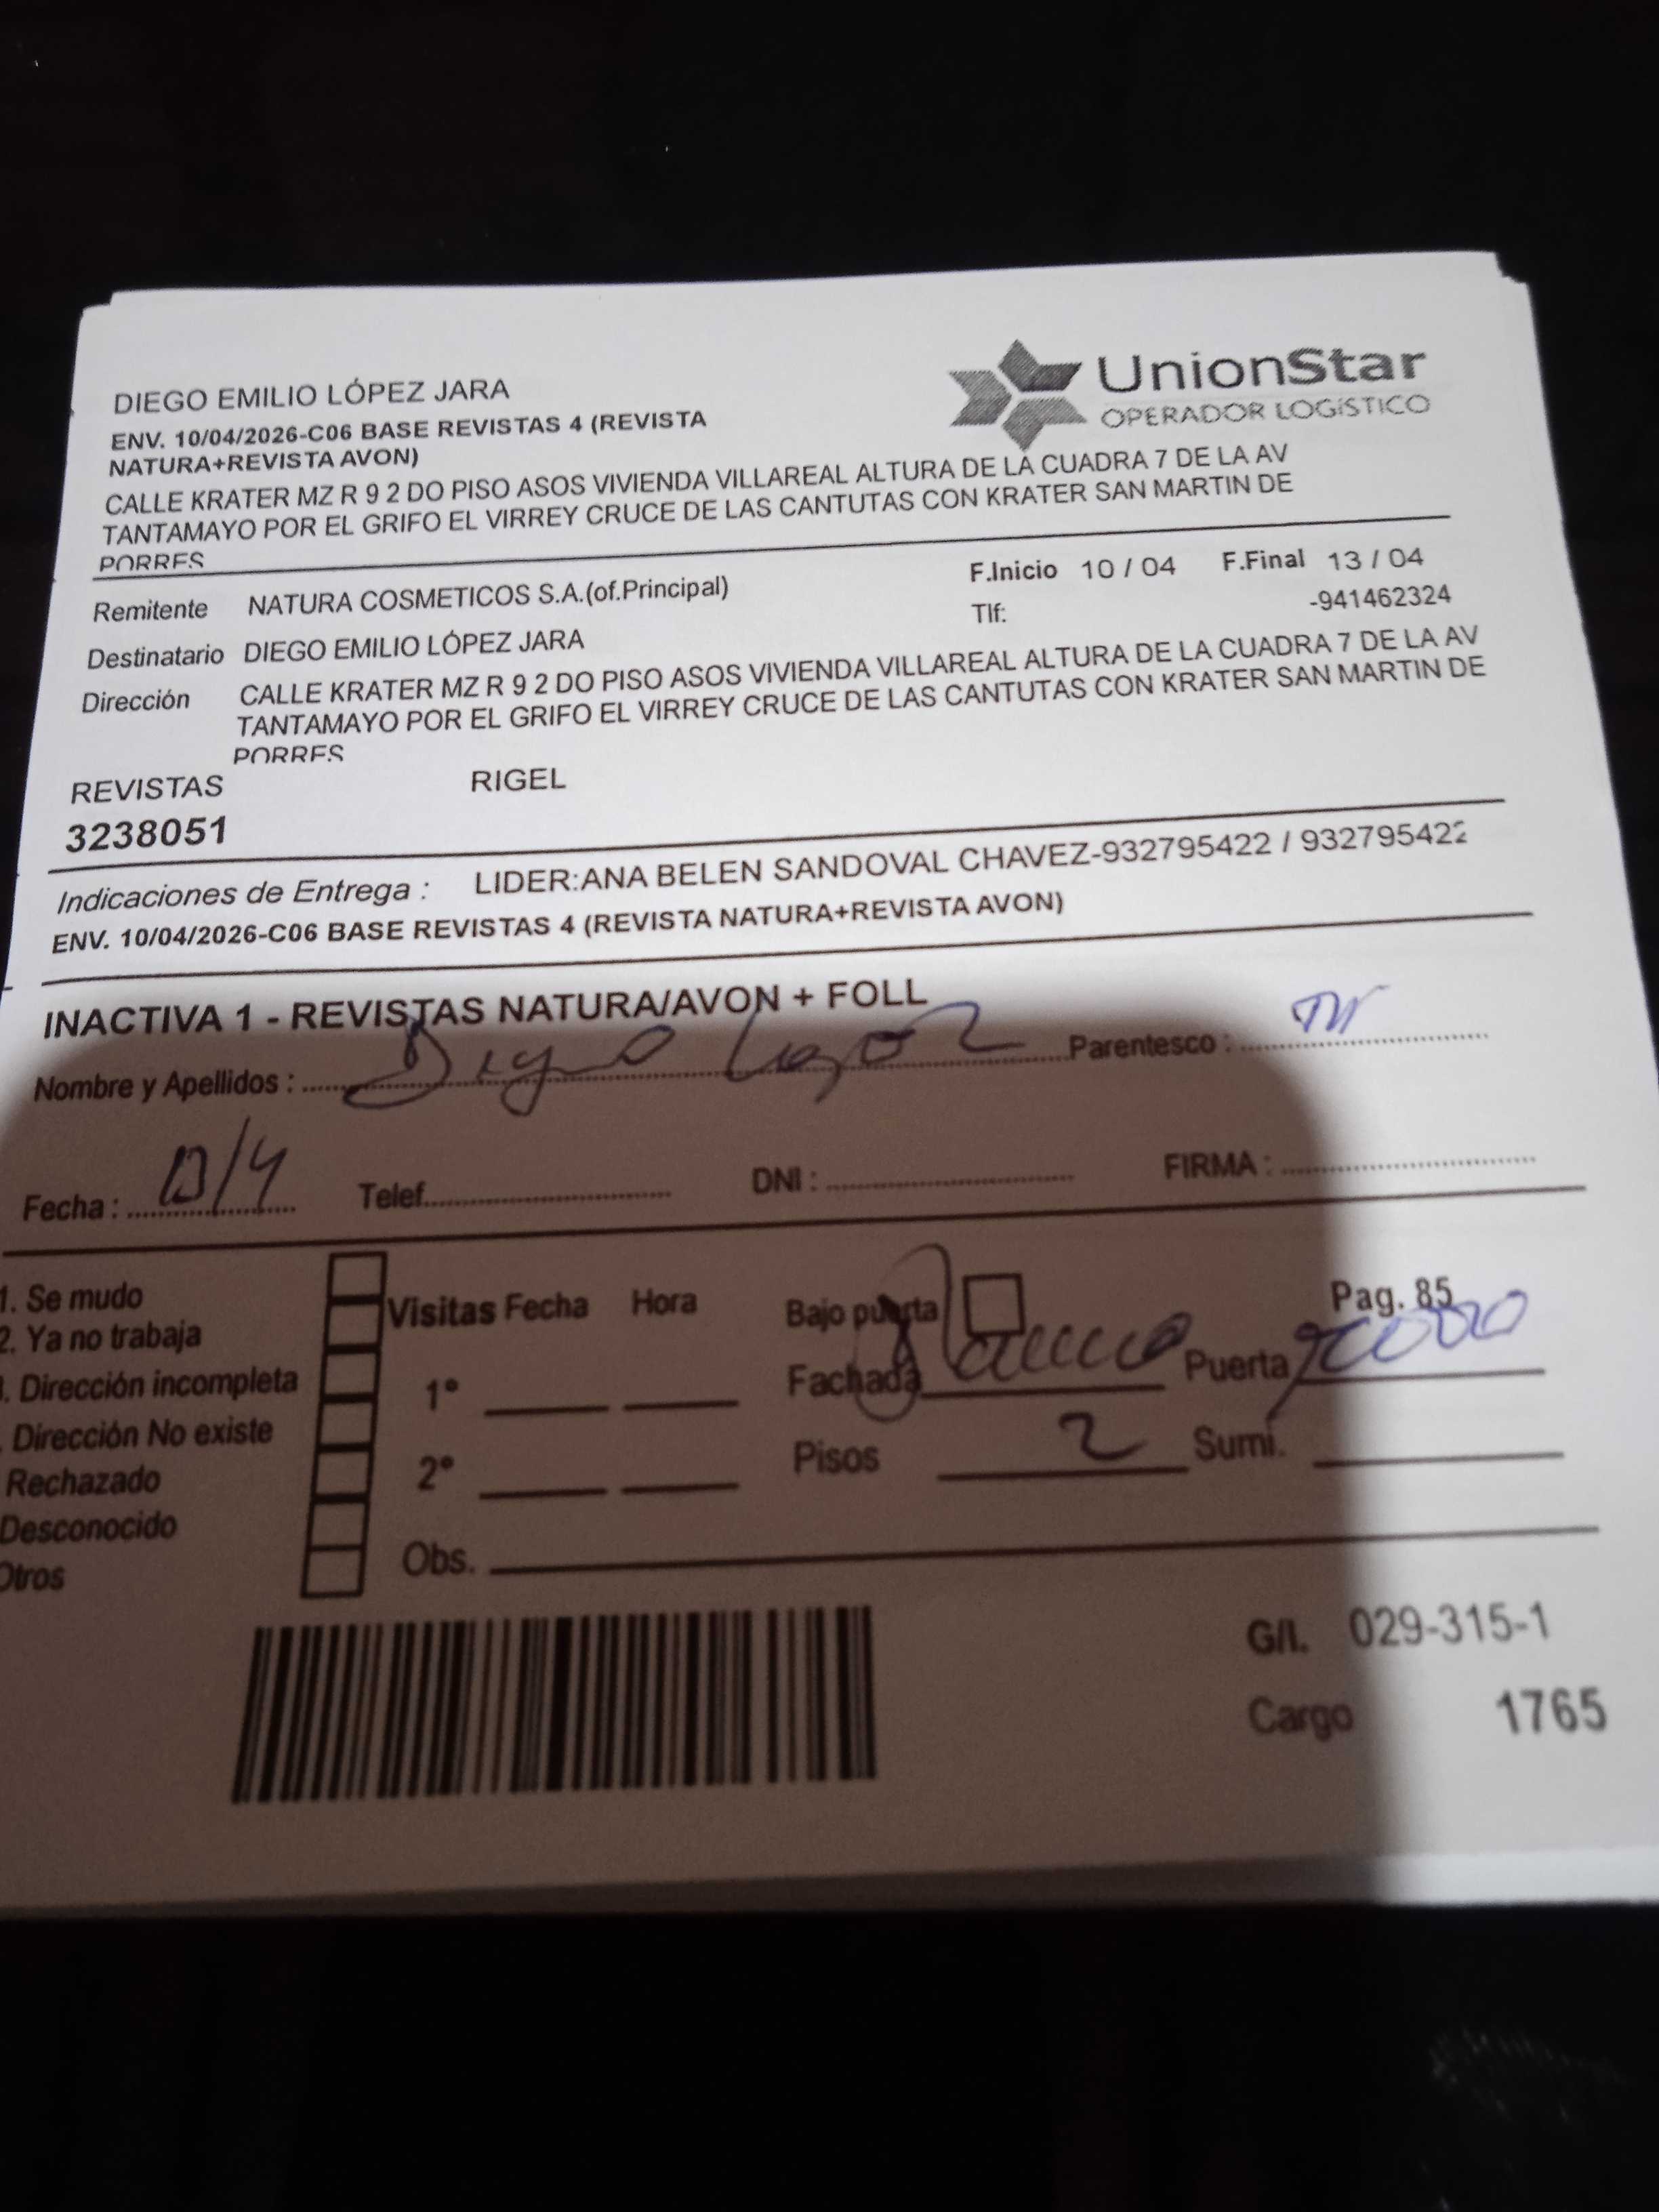 DIEGO EMILIO LÓPEZ JARA
UnionStar
OPERADOR LOGÍSTICO
ENV. 10/04/2026-C06 BASE REVISTAS 4 (REVISTA
NATURA+REVISTA AVON)
CALLE KRATER MZ R 9 2 DO PISO ASOS VIVIENDA VILLAREAL ALTURA DE LA CUADRA 7 DE LA AV
TANTAMAYO POR EL GRIFO EL VIRREY CRUCE DE LAS CANTUTAS CON KRATER SAN MARTIN DE
PORRES
Remitente NATURA COSMETICOS S.A.(of.Principal) F.Inicio 10 / 04 F.Final 13 / 04
Tlf: -941462324
Destinatario DIEGO EMILIO LÓPEZ JARA
Dirección CALLE KRATER MZ R 9 2 DO PISO ASOS VIVIENDA VILLAREAL ALTURA DE LA CUADRA 7 DE LA AV
TANTAMAYO POR EL GRIFO EL VIRREY CRUCE DE LAS CANTUTAS CON KRATER SAN MARTIN DE
PORRES
REVISTAS RIGEL
3238051
Indicaciones de Entrega : LIDER:ANA BELEN SANDOVAL CHAVEZ-932795422 / 932795422
ENV. 10/04/2026-C06 BASE REVISTAS 4 (REVISTA NATURA+REVISTA AVON)
INACTIVA 1 - REVISTAS NATURA/AVON + FOLL
Nombre y Apellidos : Diego Lopez Parentesco :
Fecha : 13/4 Telef. DNI : FIRMA :
1. Se mudo
2. Ya no trabaja
. Dirección incompleta
. Dirección No existe
Rechazado
Desconocido
Otros
Visitas Fecha Hora
1°
2°
Obs.
Bajo puerta Pag. 85
Fachada Puerta
Pisos 2 Sumi.
G/I. 029-315-1
Cargo 1765